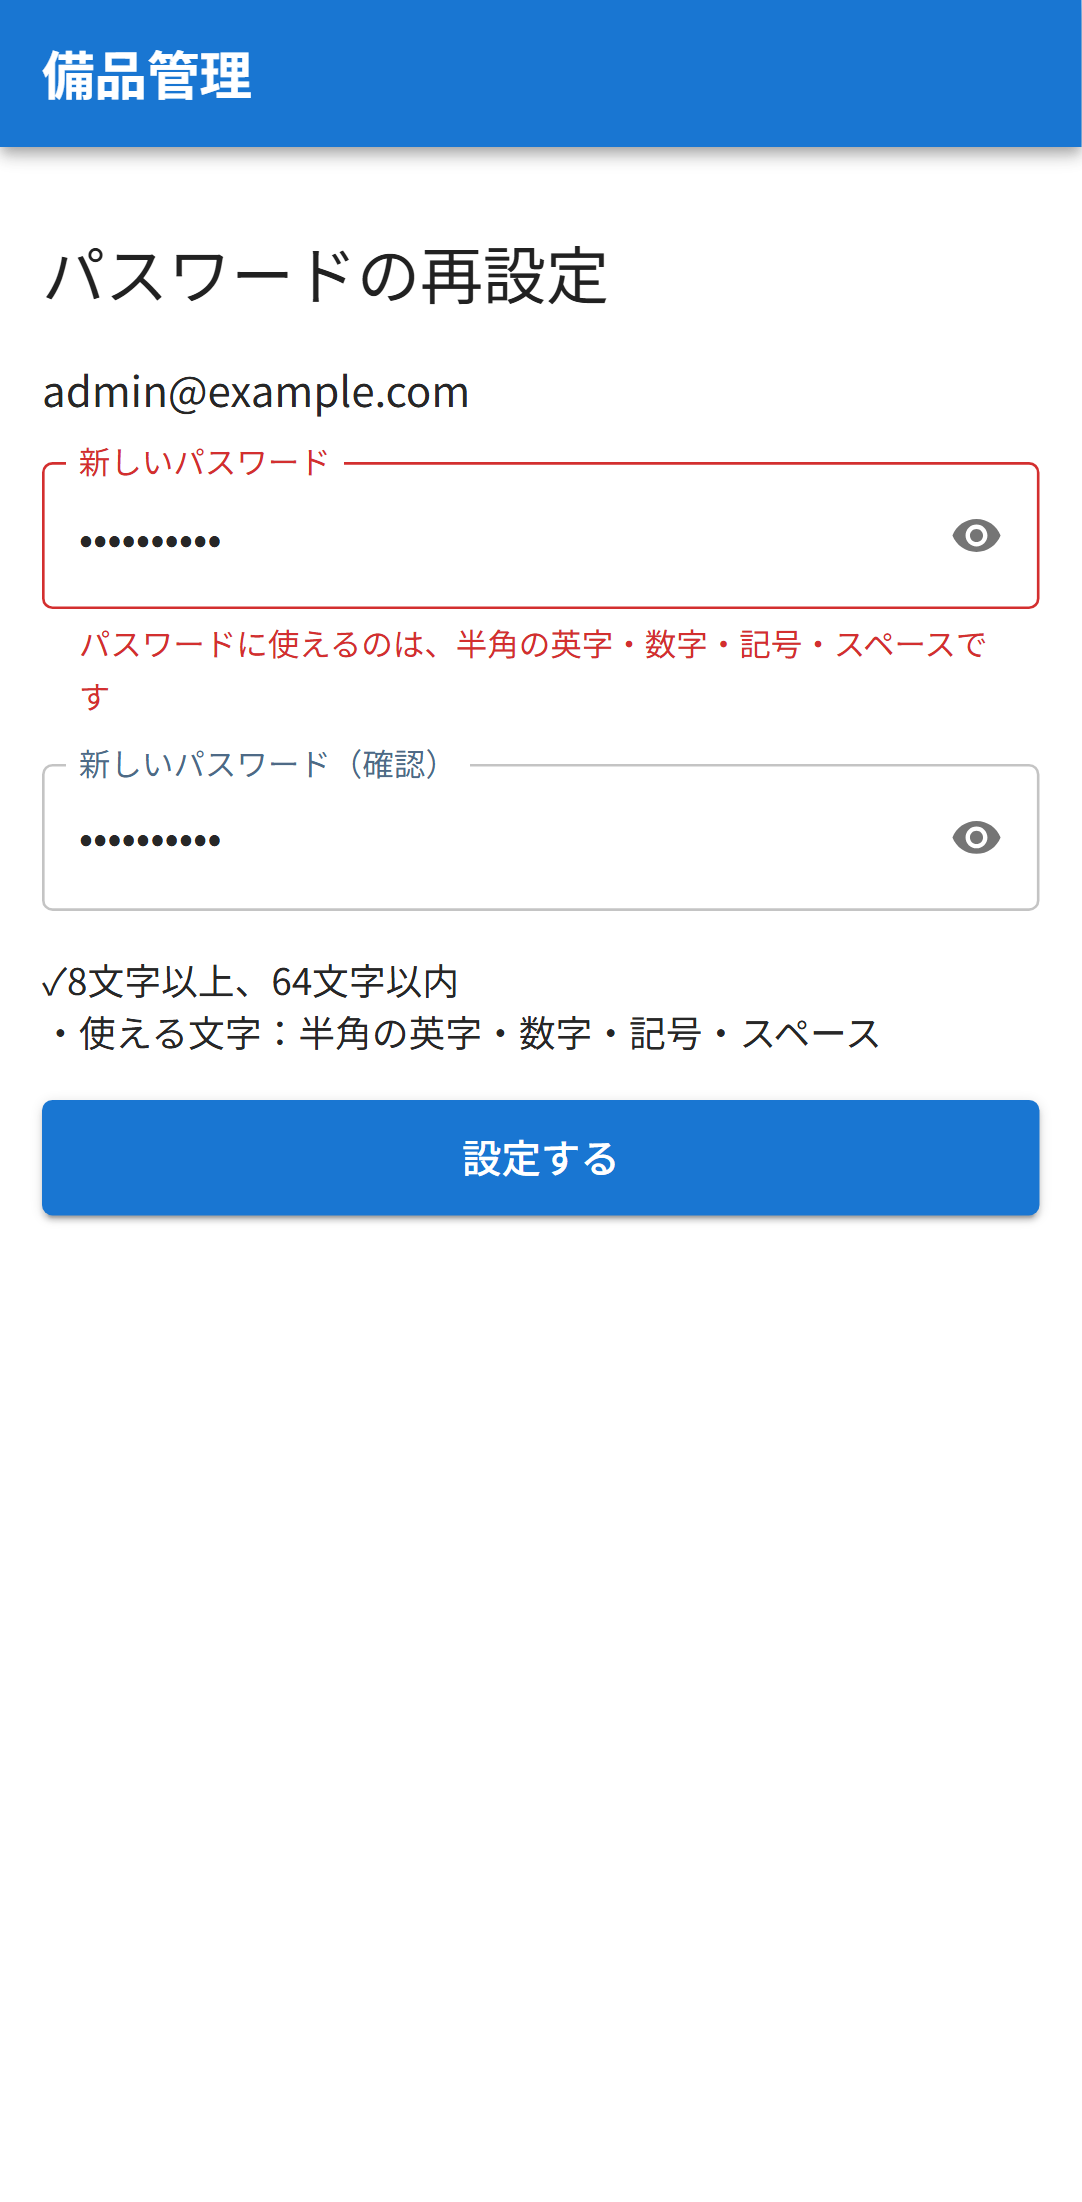 備品管理
パスワードの再設定
admin@example.com
新しいパスワード
••••••••••
パスワードに使えるのは、半角の英字・数字・記号・スペースで
す
新しいパスワード（確認）
••••••••••
✓8文字以上、64文字以内
・使える文字：半角の英字・数字・記号・スペース
設定する